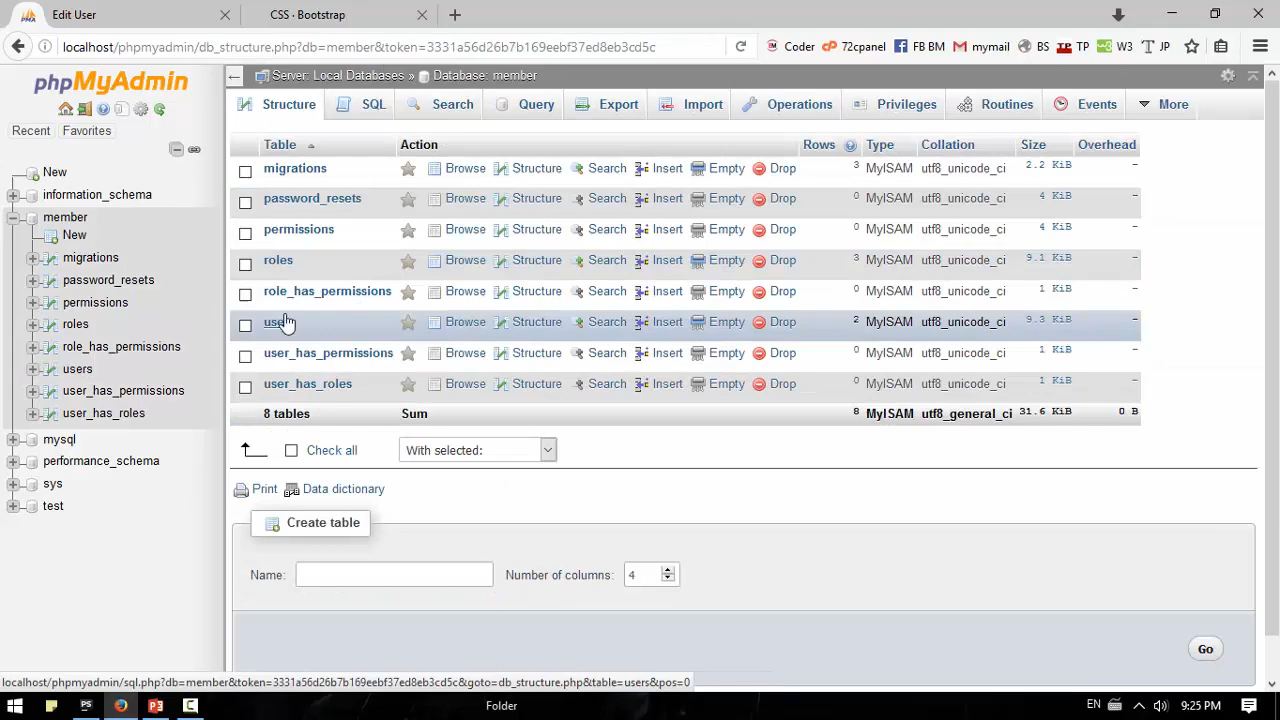 Edit User
CSS · Bootstrap
localhost/phpmyadmin/db_structure.php?db=member&token=3331a56d26b7b169eebf37ed8eb3cd5c
Coder
72cpanel
FB BM
mymail
BS
TP
W3
JP
phpMyAdmin
Recent
Favorites
New
information_schema
member
New
migrations
password_resets
permissions
roles
role_has_permissions
users
user_has_permissions
user_has_roles
mysql
performance_schema
sys
test
Server: Local Databases » Database: member
Structure SQL Search Query Export Import Operations Privileges Routines Events More
Table Action Rows Type Collation Size Overhead
migrations Browse Structure Search Insert Empty Drop 3 MyISAM utf8_unicode_ci 2.2 KiB -
password_resets Browse Structure Search Insert Empty Drop 0 MyISAM utf8_unicode_ci 4 KiB -
permissions Browse Structure Search Insert Empty Drop 0 MyISAM utf8_unicode_ci 4 KiB -
roles Browse Structure Search Insert Empty Drop 3 MyISAM utf8_unicode_ci 9.1 KiB -
role_has_permissions Browse Structure Search Insert Empty Drop 0 MyISAM utf8_unicode_ci 1 KiB -
Browse Structure Search Insert Empty Drop 2 MyISAM utf8_unicode_ci 9.3 KiB -
user_has_permissions Browse Structure Search Insert Empty Drop 0 MyISAM utf8_unicode_ci 1 KiB -
user_has_roles Browse Structure Search Insert Empty Drop 0 MyISAM utf8_unicode_ci 1 KiB -
8 tables Sum 8 MyISAM utf8_general_ci 31.6 KiB 0 B
Check all With selected:
Print Data dictionary
Create table
Name: Number of columns: 4
Go
localhost/phpmyadmin/sql.php?db=member&token=3331a56d26b7b169eebf37ed8eb3cd5c&goto=db_structure.php&table=users&pos=0
Folder
EN
9:25 PM